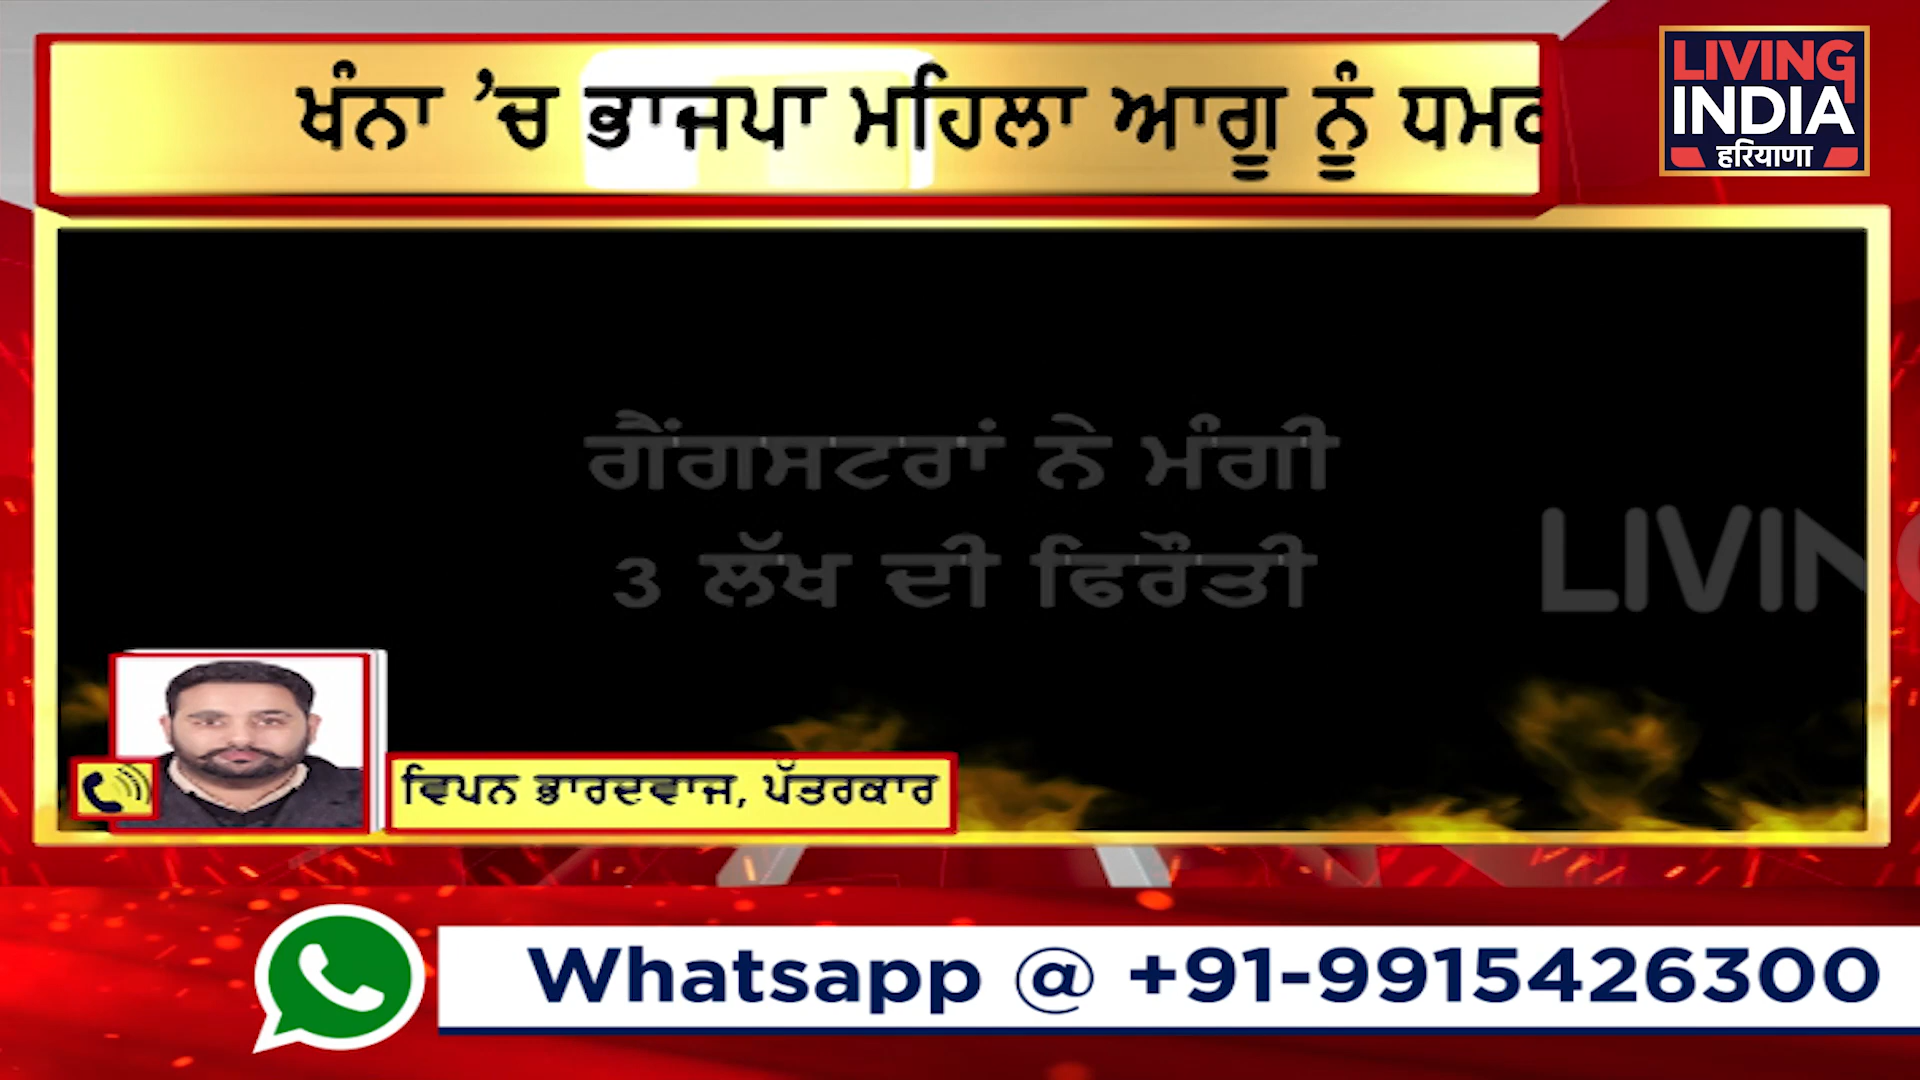 ਖੰਨਾ ’ਚ ਭਾਜਪਾ ਮਹਿਲਾ ਆਗੂ ਨੂੰ
LIVING
INDIA
हरियाणा
ਗੈਂਗਸਟਰਾਂ ਨੇ ਮੰਗੀ
3 ਲੱਖ ਦੀ ਫਿਰੌਤੀ
ਵਿਪਨ ਭਾਰਦਵਾਜ, ਪੱਤਰਕਾਰ
Whatsapp @ +91-9915426300